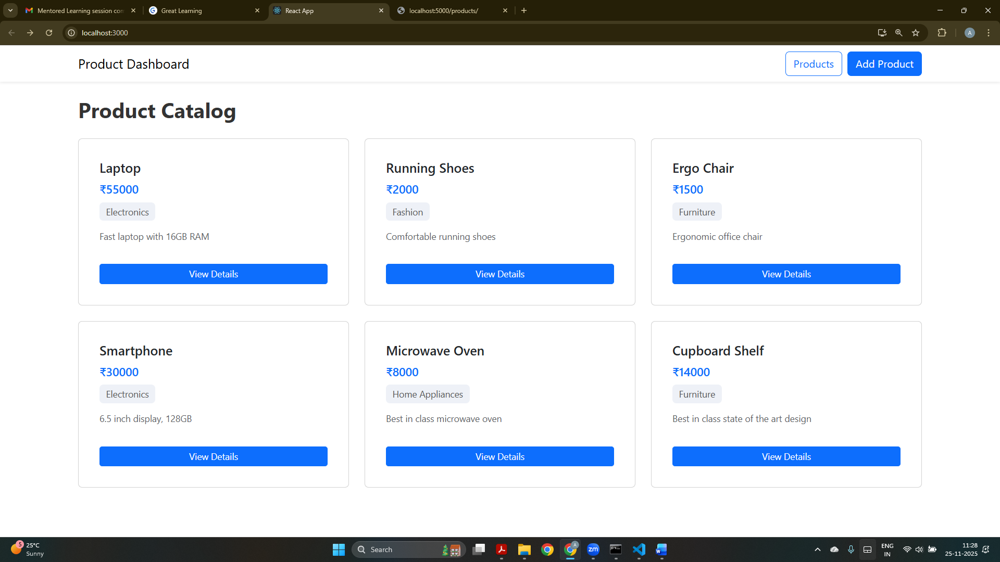 Mentored Learning session con
Great Learning
React App
localhost:5000/products/
localhost:3000
A
Product Dashboard
Products
Add Product
Product Catalog
Laptop
₹55000
Electronics
Fast laptop with 16GB RAM
View Details
Running Shoes
₹2000
Fashion
Comfortable running shoes
View Details
Ergo Chair
₹1500
Furniture
Ergonomic office chair
View Details
Smartphone
₹30000
Electronics
6.5 inch display, 128GB
View Details
Microwave Oven
₹8000
Home Appliances
Best in class microwave oven
View Details
Cupboard Shelf
₹14000
Furniture
Best in class state of the art design
View Details
5
25°C
Sunny
Search
A
zm
ENG
IN
11:28
25-11-2025